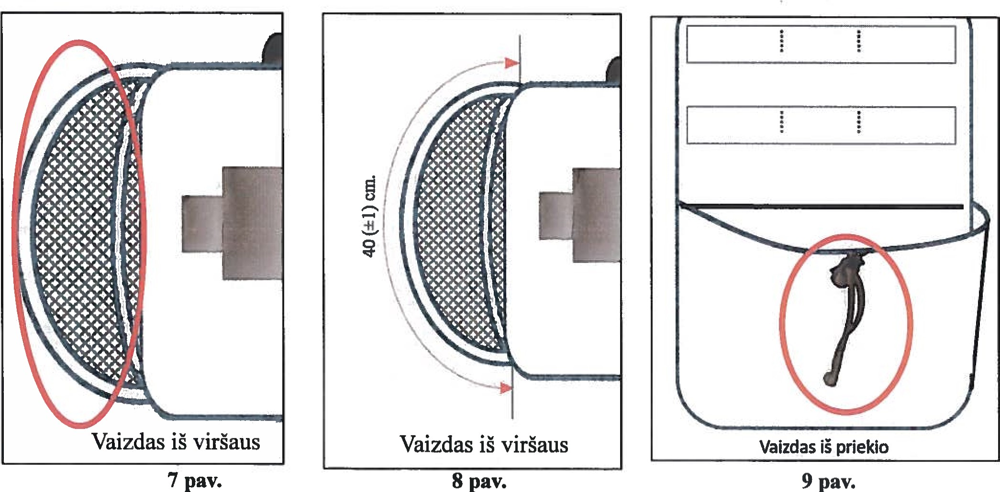 40 (±1) cm.
Vaizdas iš viršaus
7 pav.
Vaizdas iš viršaus
8 pav.
Vaizdas iš priekio
9 pav.